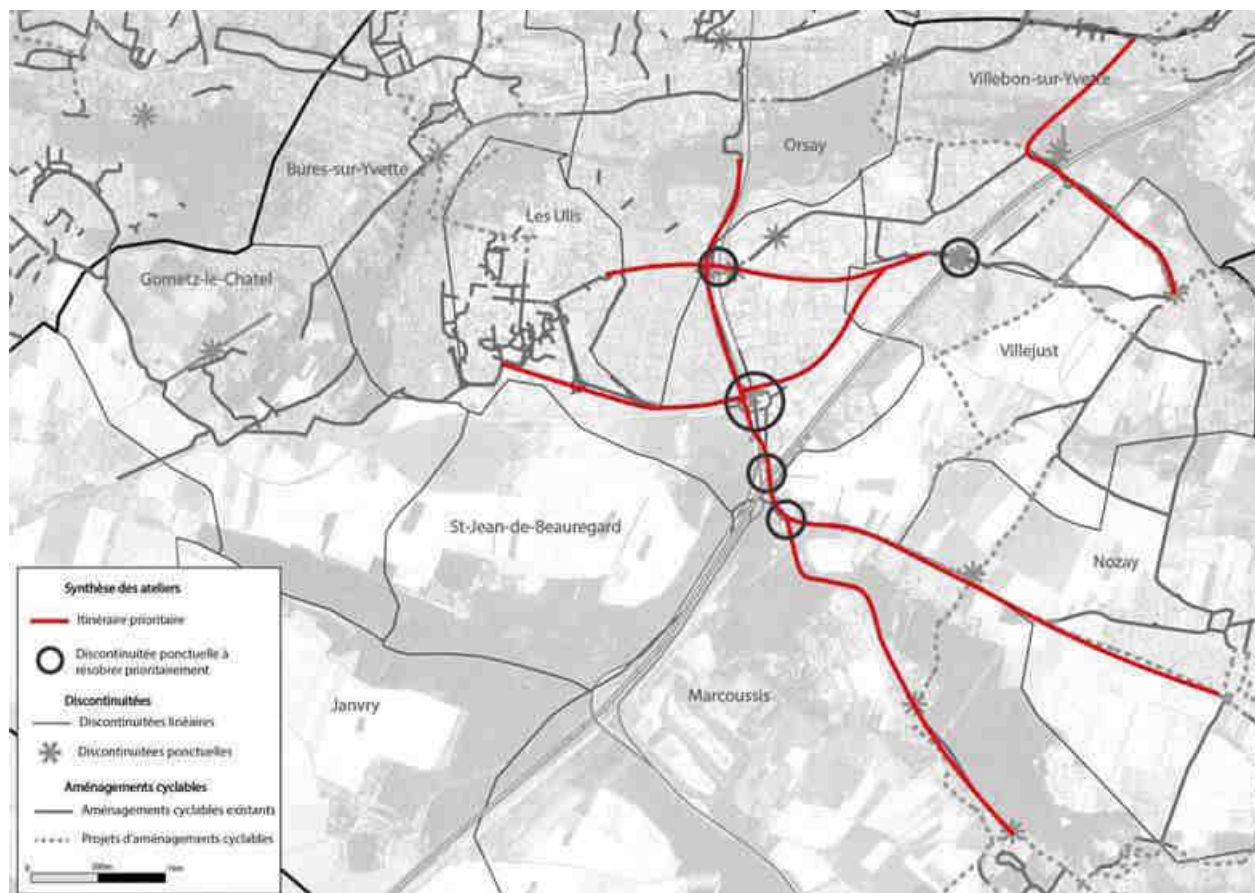 Villebon-sur-Yvette
Orsay
Bures-sur-Yvette
Les Ulis
Gometz-le-Chatel
Villejust
St-Jean-de-Beauregard
Nozay
Janvry
Marcoussis
Synthèse des ateliers
Itinéraire prioritaire
Discontinuitée ponctuelle à
résobrer prioritairement.
Discontinuitées
Discontinuitées linéaires
Discontinuitées ponctuelles
Aménagements cyclables
Aménagements cyclables existants
Projets d'aménagements cyclables
0